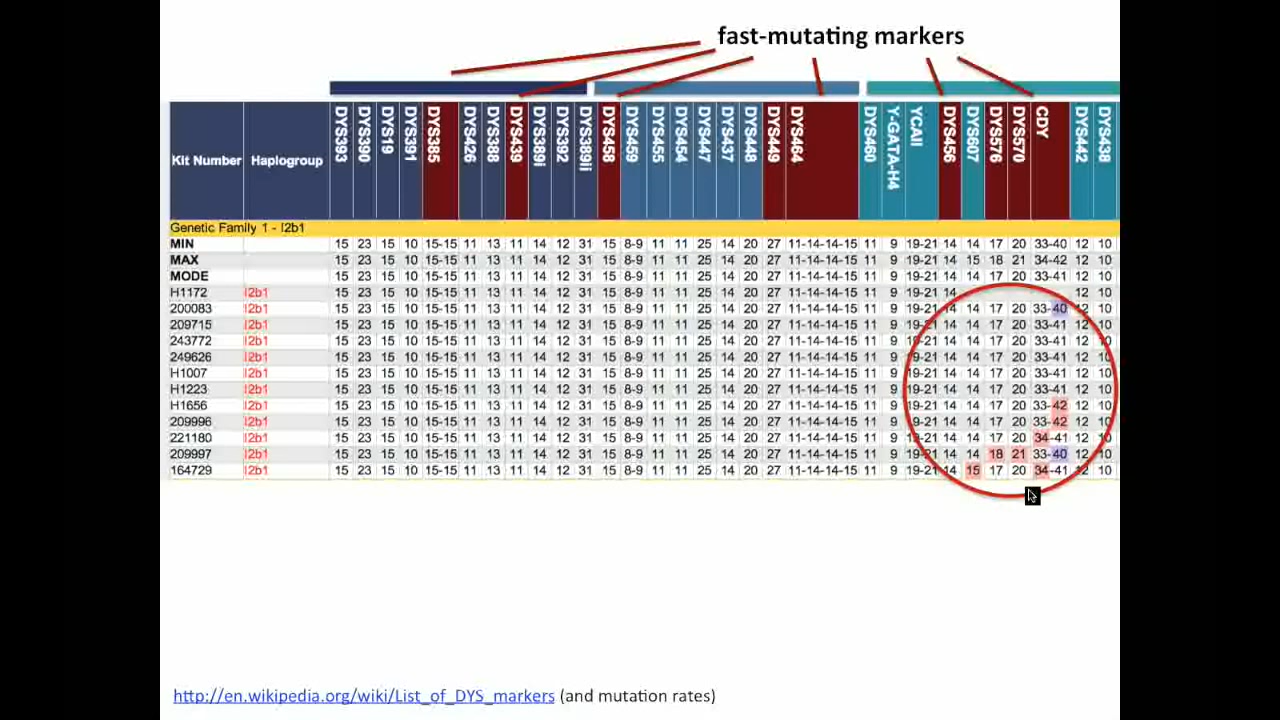 fast-mutating markers
Kit Number Haplogroup DYS393 DYS390 DYS19 DYS391 DYS385 DYS426 DYS388 DYS439 DYS389i DYS392 DYS389ii DYS458 DYS459 DYS455 DYS454 DYS447 DYS437 DYS448 DYS449 DYS464 DYS460 Y-GATA-H4 YCAII DYS456 DYS607 DYS576 DYS570 CDY DYS442 DYS438
Genetic Family 1 - I2b1
MIN 15 23 15 10 15-15 11 13 11 14 12 31 15 8-9 11 11 25 14 20 27 11-14-14-15 11 9 19-21 14 14 17 20 33-40 12 10
MAX 15 23 15 10 15-15 11 13 11 14 12 31 15 8-9 11 11 25 14 20 27 11-14-14-15 11 9 19-21 14 15 18 21 34-42 12 10
MODE 15 23 15 10 15-15 11 13 11 14 12 31 15 8-9 11 11 25 14 20 27 11-14-14-15 11 9 19-21 14 14 17 20 33-41 12 10
H1172 I2b1 15 23 15 10 15-15 11 13 11 14 12 31 15 8-9 11 11 25 14 20 27 11-14-14-15 11 9 19-21 14 12 10
200083 I2b1 15 23 15 10 15-15 11 13 11 14 12 31 15 8-9 11 11 25 14 20 27 11-14-14-15 11 9 19-21 14 14 17 20 33-40 12 10
209715 I2b1 15 23 15 10 15-15 11 13 11 14 12 31 15 8-9 11 11 25 14 20 27 11-14-14-15 11 9 19-21 14 14 17 20 33-41 12 10
243772 I2b1 15 23 15 10 15-15 11 13 11 14 12 31 15 8-9 11 11 25 14 20 27 11-14-14-15 11 9 19-21 14 14 17 20 33-41 12 10
249626 I2b1 15 23 15 10 15-15 11 13 11 14 12 31 15 8-9 11 11 25 14 20 27 11-14-14-15 11 9 19-21 14 14 17 20 33-41 12 10
H1007 I2b1 15 23 15 10 15-15 11 13 11 14 12 31 15 8-9 11 11 25 14 20 27 11-14-14-15 11 9 19-21 14 14 17 20 33-41 12 10
H1223 I2b1 15 23 15 10 15-15 11 13 11 14 12 31 15 8-9 11 11 25 14 20 27 11-14-14-15 11 9 19-21 14 14 17 20 33-41 12 10
H1656 I2b1 15 23 15 10 15-15 11 13 11 14 12 31 15 8-9 11 11 25 14 20 27 11-14-14-15 11 9 19-21 14 14 17 20 33-42 12 10
209996 I2b1 15 23 15 10 15-15 11 13 11 14 12 31 15 8-9 11 11 25 14 20 27 11-14-14-15 11 9 19-21 14 14 17 20 33-42 12 10
221180 I2b1 15 23 15 10 15-15 11 13 11 14 12 31 15 8-9 11 11 25 14 20 27 11-14-14-15 11 9 19-21 14 14 17 20 34-41 12 10
209997 I2b1 15 23 15 10 15-15 11 13 11 14 12 31 15 8-9 11 11 25 14 20 27 11-14-14-15 11 9 19-21 14 14 18 21 33-40 12 10
164729 I2b1 15 23 15 10 15-15 11 13 11 14 12 31 15 8-9 11 11 25 14 20 27 11-14-14-15 11 9 19-21 14 15 17 20 34-41 12 10
http://en.wikipedia.org/wiki/List_of_DYS_markers (and mutation rates)